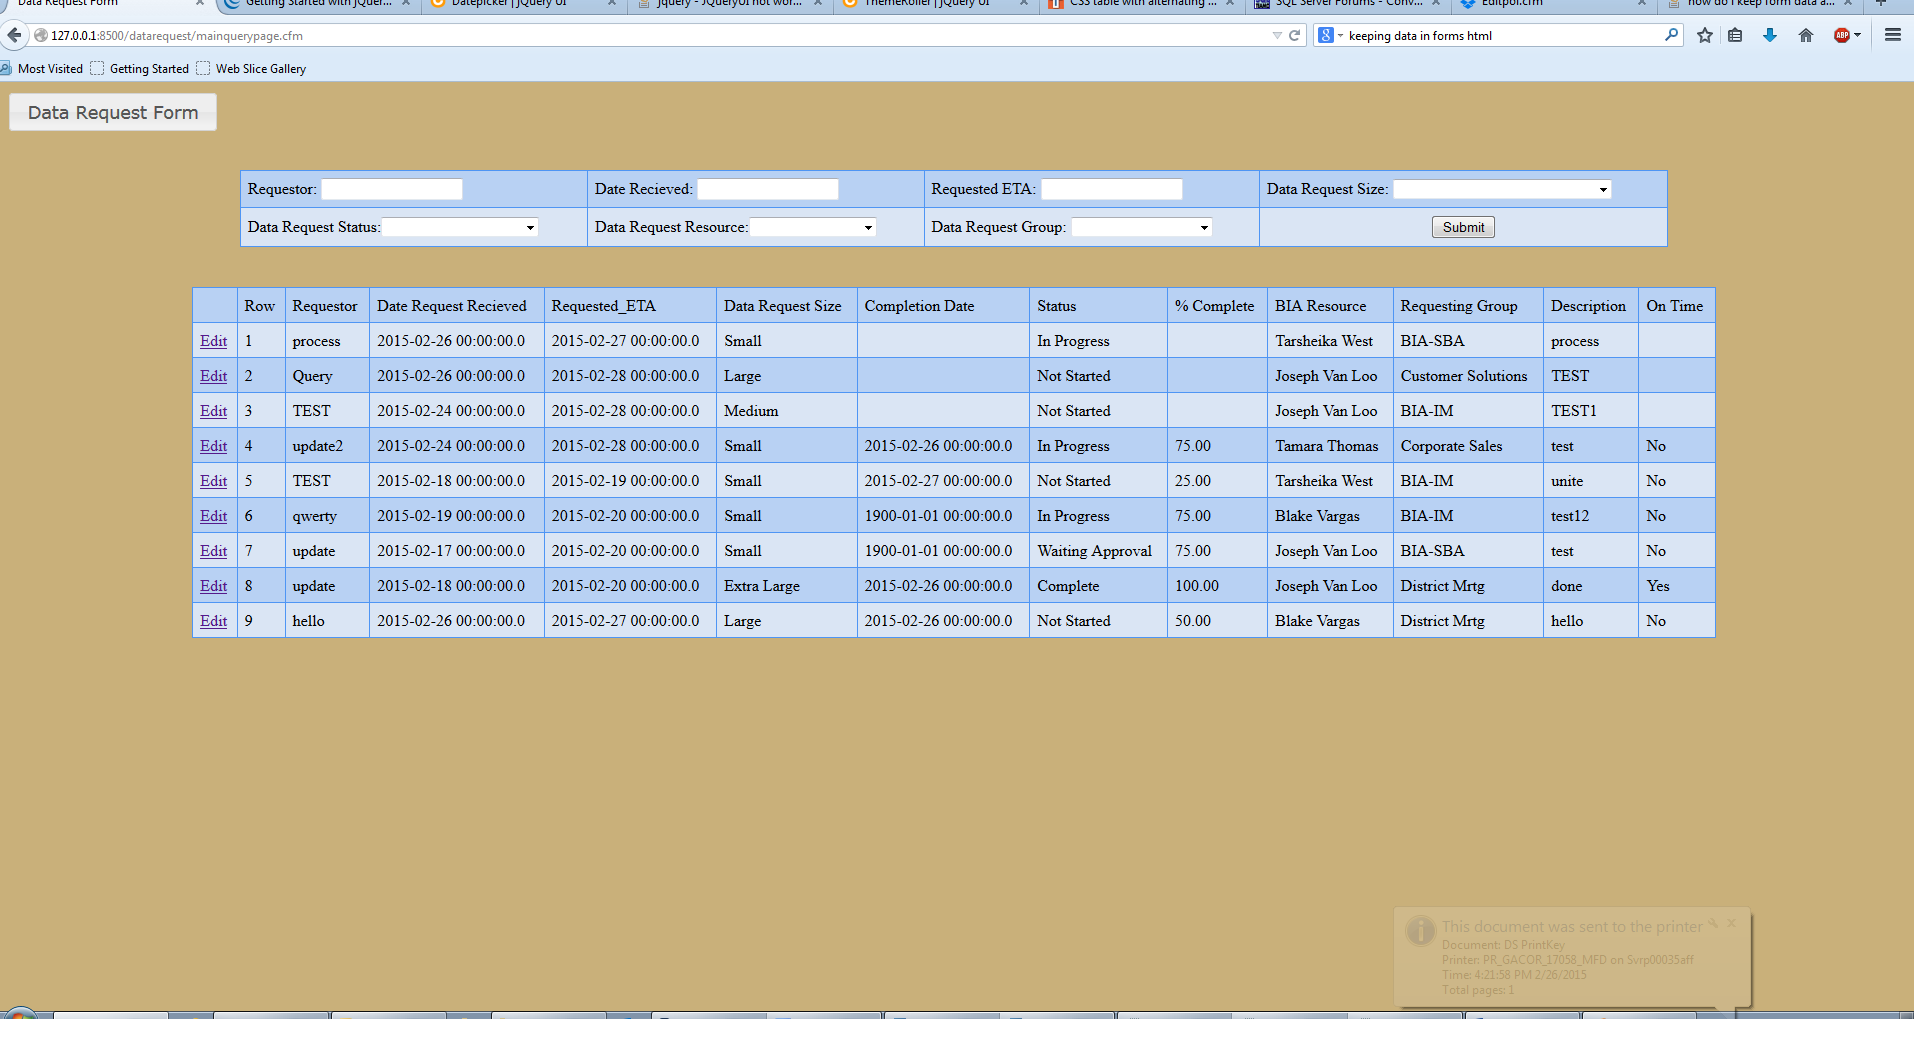 Data Request Form
Getting Started with jQuer...
Datepicker | jQuery UI
jquery - JQueryUI not wor...
ThemeRoller | jQuery UI
CSS table with alternating ...
SQL Server Forums - Conv...
Editpol.cfm
how do i keep form data a...
127.0.0.1:8500/datarequest/mainquerypage.cfm
keeping data in forms html
ABP
Most Visited Getting Started Web Slice Gallery
Data Request Form
Requestor: Date Recieved: Requested ETA: Data Request Size:
Data Request Status: Data Request Resource: Data Request Group: Submit
Row Requestor Date Request Recieved Requested_ETA Data Request Size Completion Date Status % Complete BIA Resource Requesting Group Description On Time
Edit 1 process 2015-02-26 00:00:00.0 2015-02-27 00:00:00.0 Small In Progress Tarsheika West BIA-SBA process
Edit 2 Query 2015-02-26 00:00:00.0 2015-02-28 00:00:00.0 Large Not Started Joseph Van Loo Customer Solutions TEST
Edit 3 TEST 2015-02-24 00:00:00.0 2015-02-28 00:00:00.0 Medium Not Started Joseph Van Loo BIA-IM TEST1
Edit 4 update2 2015-02-24 00:00:00.0 2015-02-28 00:00:00.0 Small 2015-02-26 00:00:00.0 In Progress 75.00 Tamara Thomas Corporate Sales test No
Edit 5 TEST 2015-02-18 00:00:00.0 2015-02-19 00:00:00.0 Small 2015-02-27 00:00:00.0 Not Started 25.00 Tarsheika West BIA-IM unite No
Edit 6 qwerty 2015-02-19 00:00:00.0 2015-02-20 00:00:00.0 Small 1900-01-01 00:00:00.0 In Progress 75.00 Blake Vargas BIA-IM test12 No
Edit 7 update 2015-02-17 00:00:00.0 2015-02-20 00:00:00.0 Small 1900-01-01 00:00:00.0 Waiting Approval 75.00 Joseph Van Loo BIA-SBA test No
Edit 8 update 2015-02-18 00:00:00.0 2015-02-20 00:00:00.0 Extra Large 2015-02-26 00:00:00.0 Complete 100.00 Joseph Van Loo District Mrtg done Yes
Edit 9 hello 2015-02-26 00:00:00.0 2015-02-27 00:00:00.0 Large 2015-02-26 00:00:00.0 Not Started 50.00 Blake Vargas District Mrtg hello No
This document was sent to the printer
Document: DS PrintKey
Printer: PR_GACOR_17058_MFD on Svrp00035aff
Time: 4:21:58 PM 2/26/2015
Total pages: 1